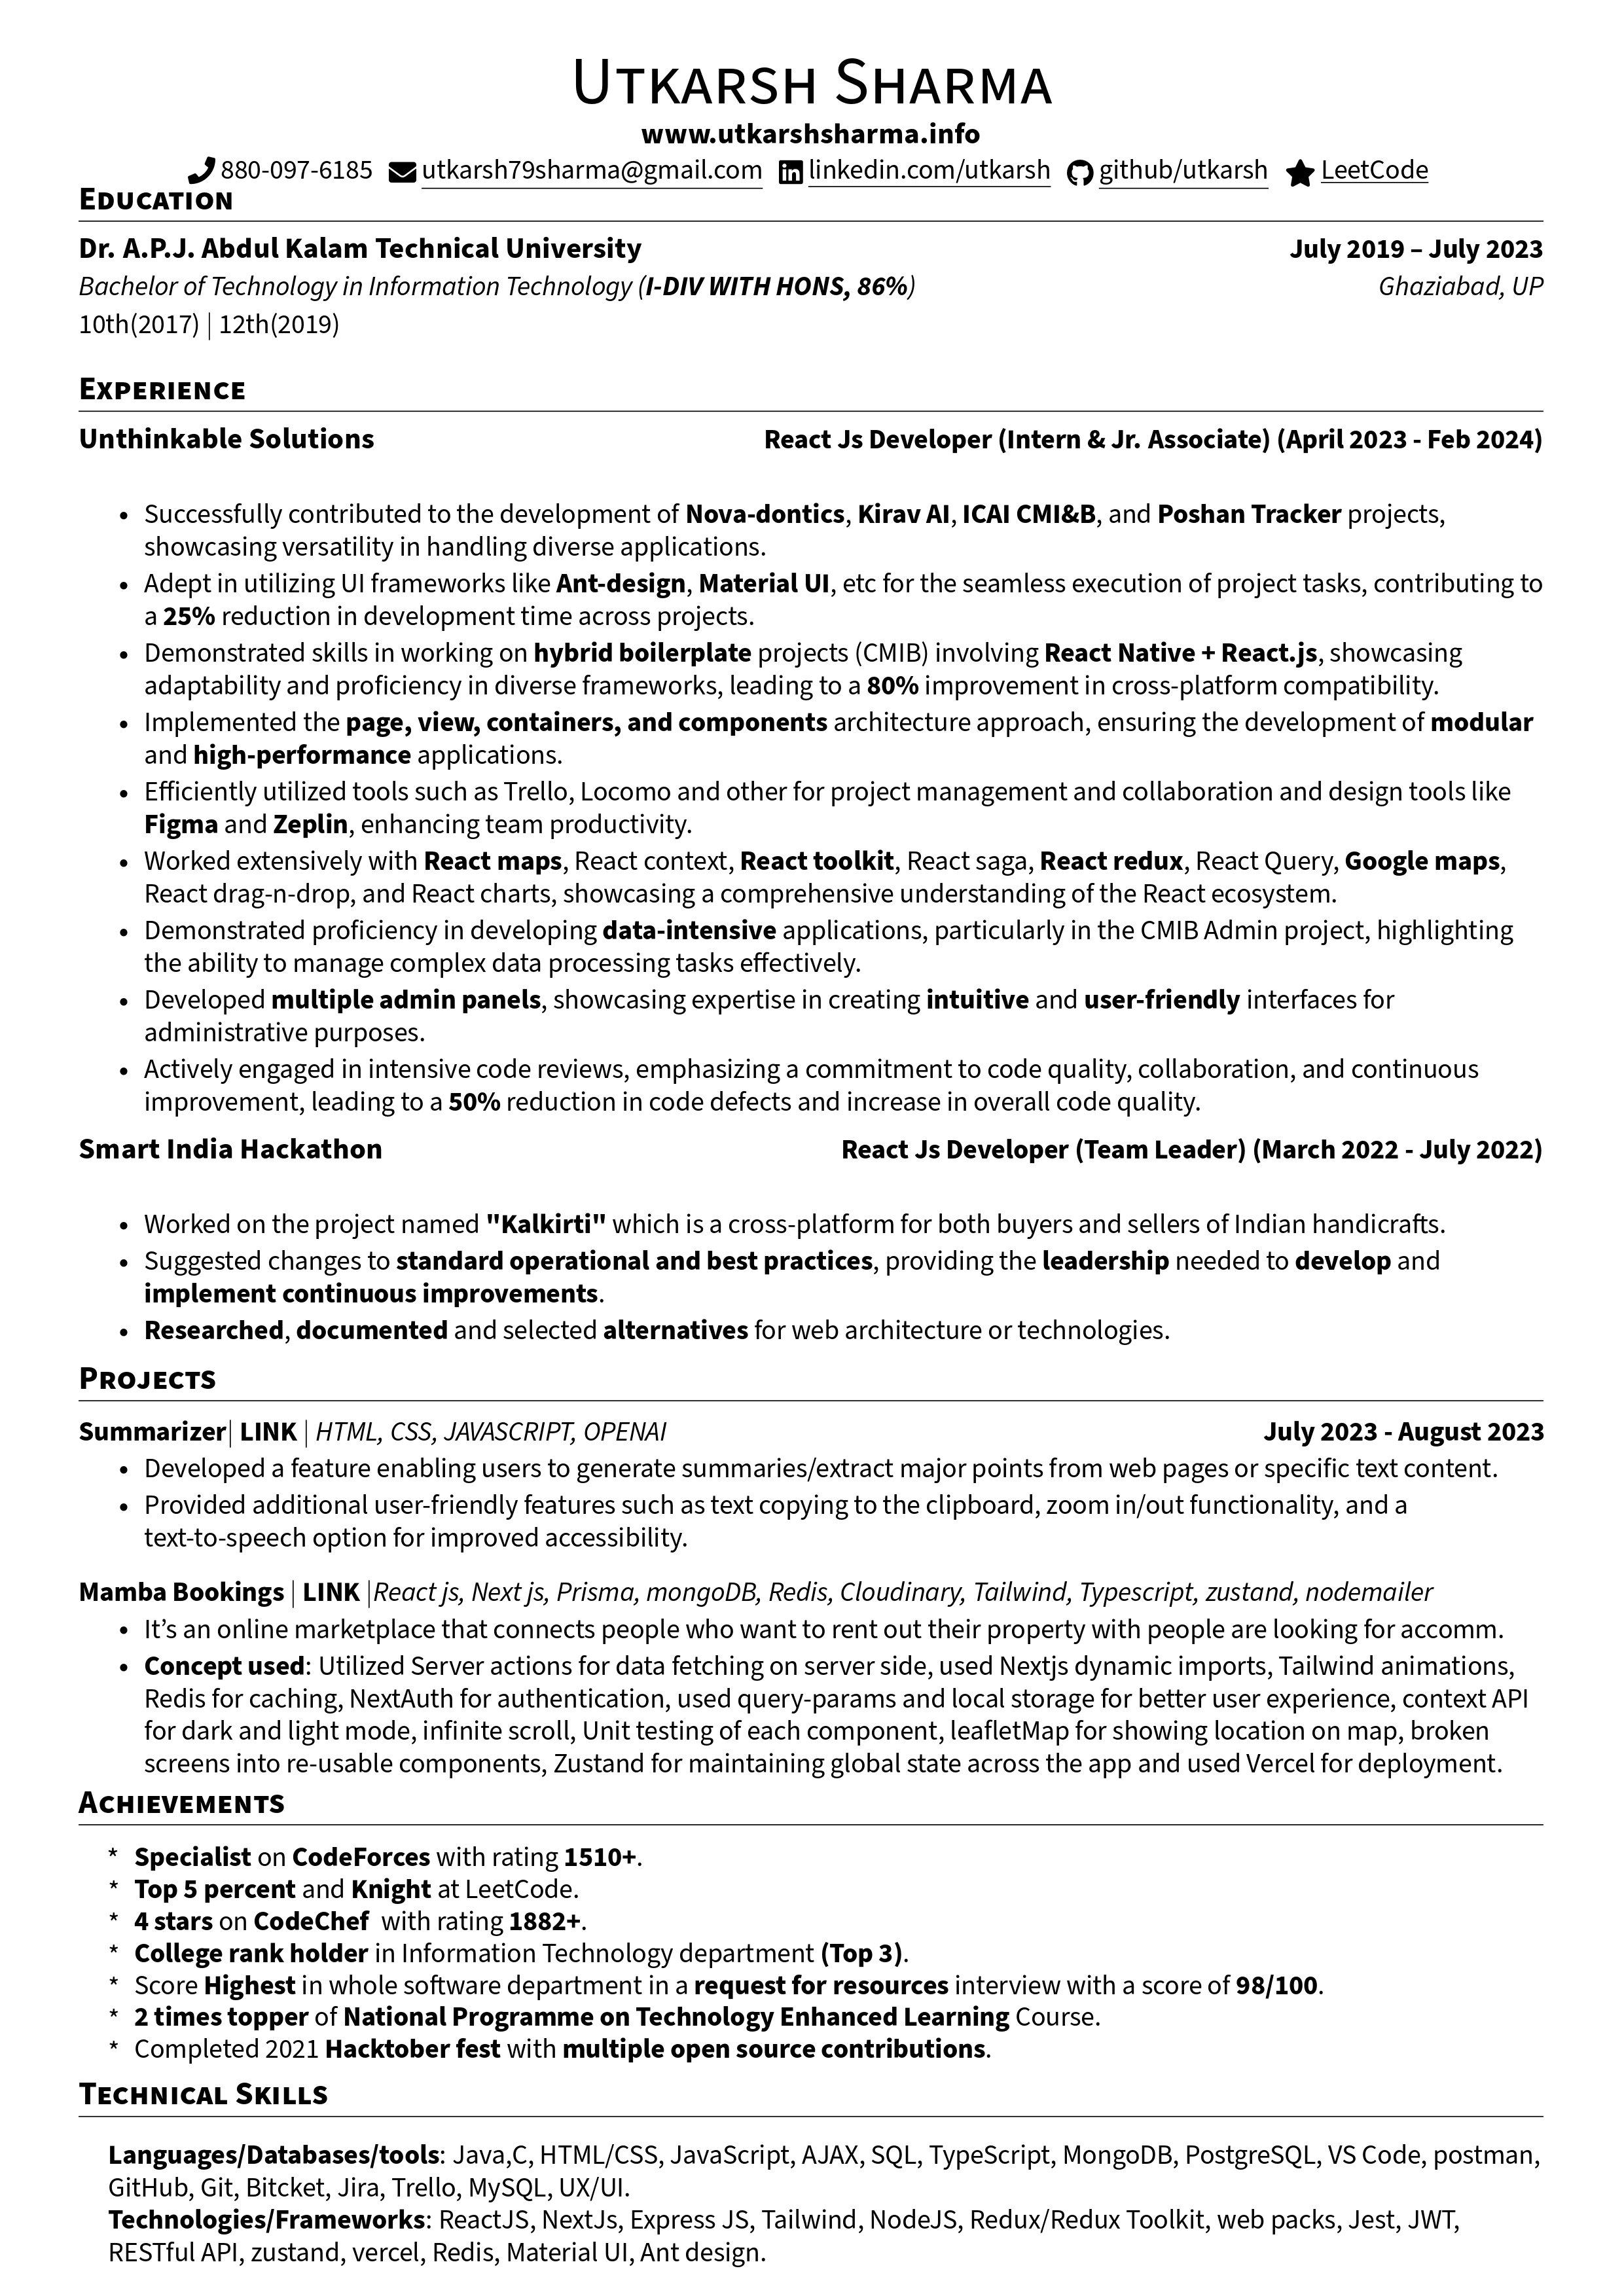 Utkarsh Sharma
www.utkarshsharma.info
880-097-6185 utkarsh79sharma@gmail.com linkedin.com/utkarsh github/utkarsh LeetCode
Education
Dr. A.P.J. Abdul Kalam Technical University July 2019 – July 2023
Bachelor of Technology in Information Technology (I-DIV WITH HONS, 86%) Ghaziabad, UP
10th(2017) | 12th(2019)
Experience
Unthinkable Solutions React Js Developer (Intern & Jr. Associate) (April 2023 - Feb 2024)
• Successfully contributed to the development of Nova-dontics, Kirav AI, ICAI CMI&B, and Poshan Tracker projects,
showcasing versatility in handling diverse applications.
• Adept in utilizing UI frameworks like Ant-design, Material UI, etc for the seamless execution of project tasks, contributing to
a 25% reduction in development time across projects.
• Demonstrated skills in working on hybrid boilerplate projects (CMIB) involving React Native + React.js, showcasing
adaptability and proficiency in diverse frameworks, leading to a 80% improvement in cross-platform compatibility.
• Implemented the page, view, containers, and components architecture approach, ensuring the development of modular
and high-performance applications.
• Efficiently utilized tools such as Trello, Locomo and other for project management and collaboration and design tools like
Figma and Zeplin, enhancing team productivity.
• Worked extensively with React maps, React context, React toolkit, React saga, React redux, React Query, Google maps,
React drag-n-drop, and React charts, showcasing a comprehensive understanding of the React ecosystem.
• Demonstrated proficiency in developing data-intensive applications, particularly in the CMIB Admin project, highlighting
the ability to manage complex data processing tasks effectively.
• Developed multiple admin panels, showcasing expertise in creating intuitive and user-friendly interfaces for
administrative purposes.
• Actively engaged in intensive code reviews, emphasizing a commitment to code quality, collaboration, and continuous
improvement, leading to a 50% reduction in code defects and increase in overall code quality.
Smart India Hackathon React Js Developer (Team Leader) (March 2022 - July 2022)
• Worked on the project named "Kalkirti" which is a cross-platform for both buyers and sellers of Indian handicrafts.
• Suggested changes to standard operational and best practices, providing the leadership needed to develop and
implement continuous improvements.
• Researched, documented and selected alternatives for web architecture or technologies.
Projects
Summarizer| LINK | HTML, CSS, JAVASCRIPT, OPENAI July 2023 - August 2023
• Developed a feature enabling users to generate summaries/extract major points from web pages or specific text content.
• Provided additional user-friendly features such as text copying to the clipboard, zoom in/out functionality, and a
text-to-speech option for improved accessibility.
Mamba Bookings | LINK |React js, Next js, Prisma, mongoDB, Redis, Cloudinary, Tailwind, Typescript, zustand, nodemailer
• It’s an online marketplace that connects people who want to rent out their property with people are looking for accomm.
• Concept used: Utilized Server actions for data fetching on server side, used Nextjs dynamic imports, Tailwind animations,
Redis for caching, NextAuth for authentication, used query-params and local storage for better user experience, context API
for dark and light mode, infinite scroll, Unit testing of each component, leafletMap for showing location on map, broken
screens into re-usable components, Zustand for maintaining global state across the app and used Vercel for deployment.
Achievements
* Specialist on CodeForces with rating 1510+.
* Top 5 percent and Knight at LeetCode.
* 4 stars on CodeChef with rating 1882+.
* College rank holder in Information Technology department (Top 3).
* Score Highest in whole software department in a request for resources interview with a score of 98/100.
* 2 times topper of National Programme on Technology Enhanced Learning Course.
* Completed 2021 Hacktober fest with multiple open source contributions.
Technical Skills
Languages/Databases/tools: Java,C, HTML/CSS, JavaScript, AJAX, SQL, TypeScript, MongoDB, PostgreSQL, VS Code, postman,
GitHub, Git, Bitcket, Jira, Trello, MySQL, UX/UI.
Technologies/Frameworks: ReactJS, NextJs, Express JS, Tailwind, NodeJS, Redux/Redux Toolkit, web packs, Jest, JWT,
RESTful API, zustand, vercel, Redis, Material UI, Ant design.